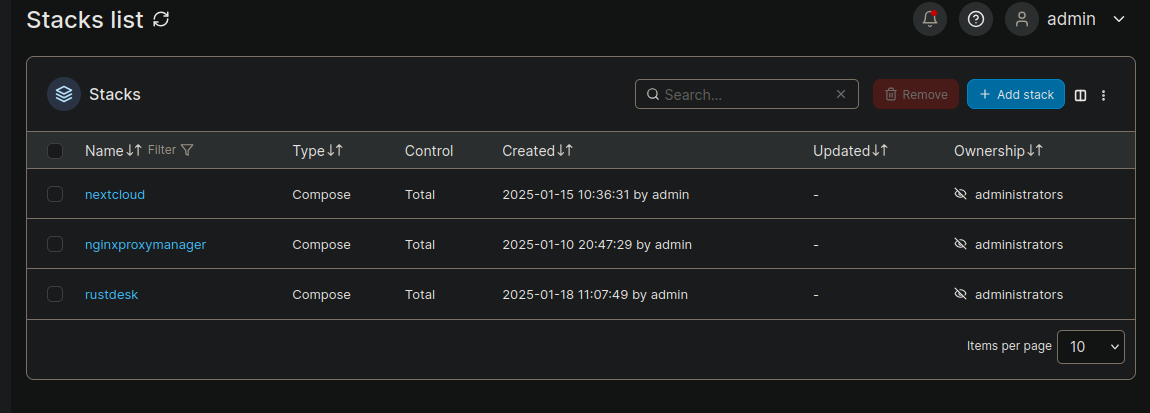 Stacks list
admin
Stacks
Search...
Remove
+ Add stack
Name Filter Type Control Created Updated Ownership
nextcloud Compose Total 2025-01-15 10:36:31 by admin - administrators
nginxproxymanager Compose Total 2025-01-10 20:47:29 by admin - administrators
rustdesk Compose Total 2025-01-18 11:07:49 by admin - administrators
Items per page 10